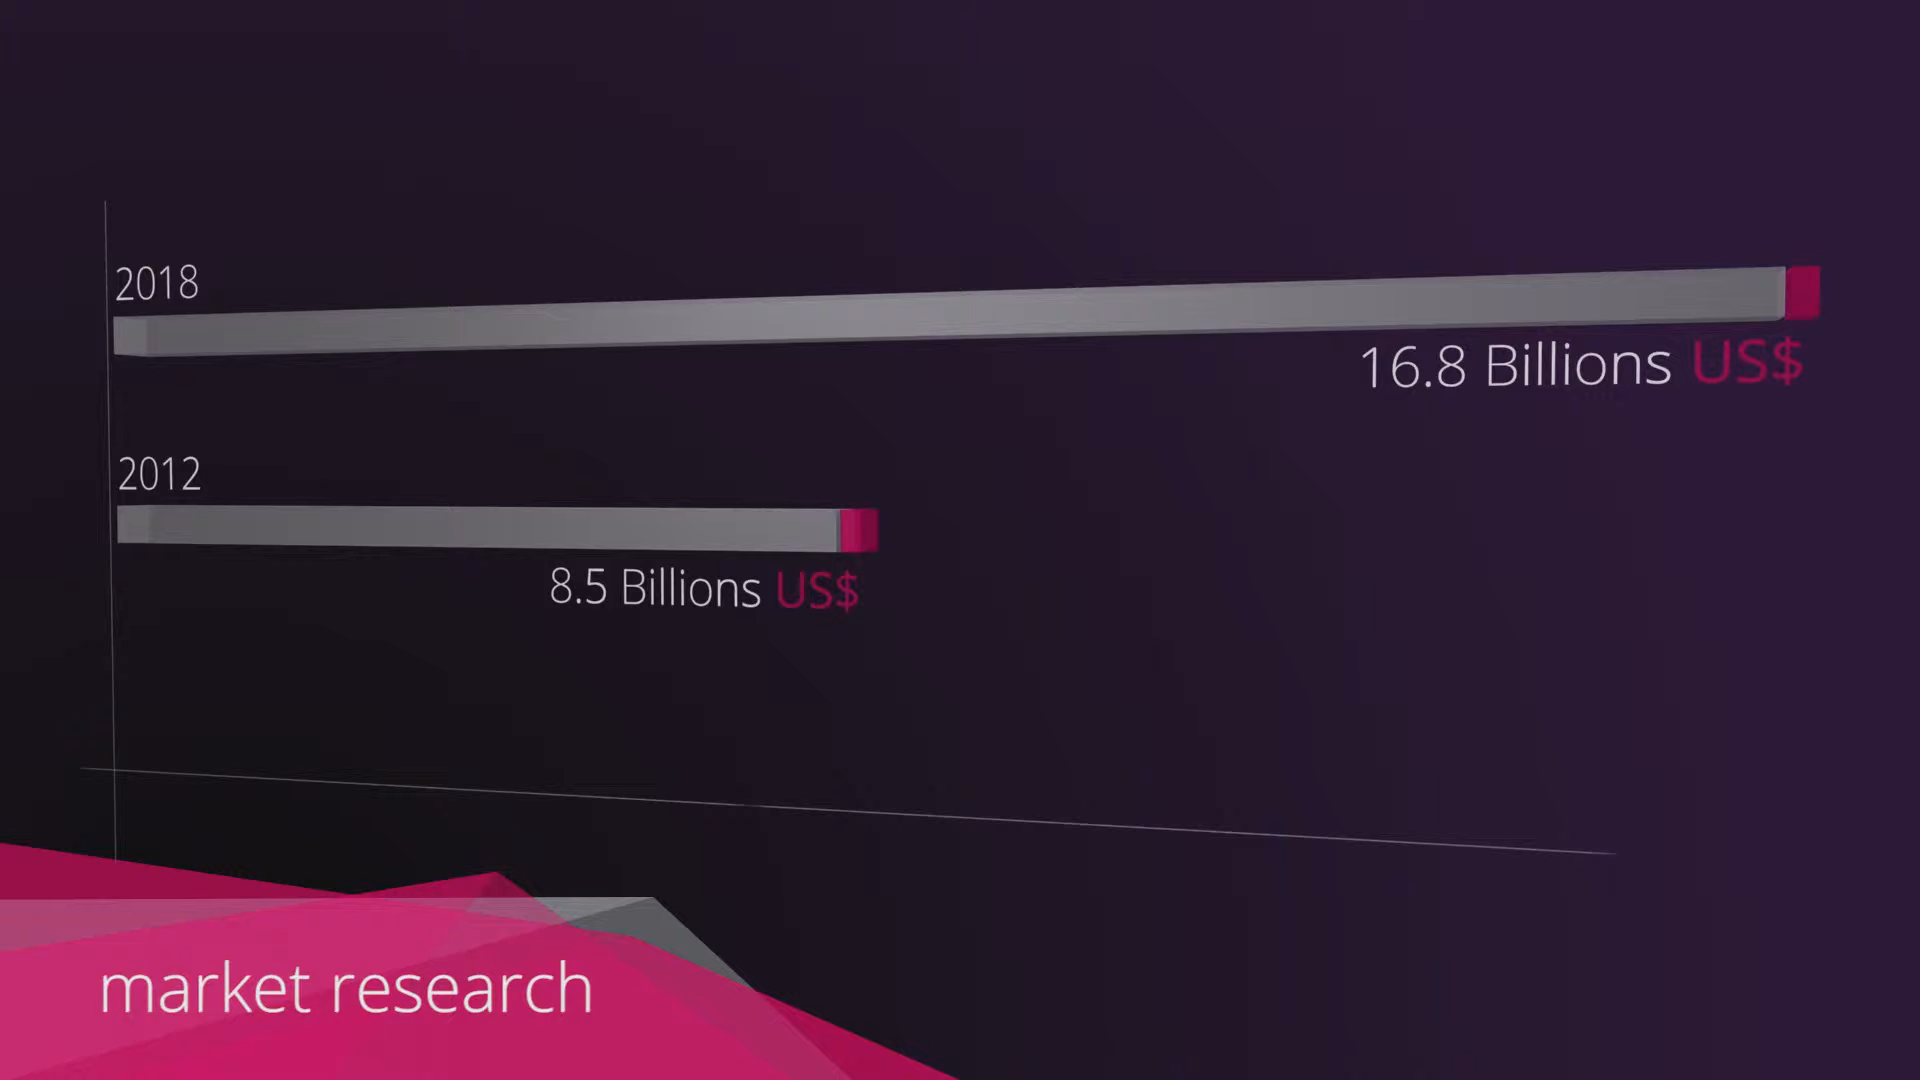 2018
16.8 Billions US$
2012
8.5 Billions US$
market research